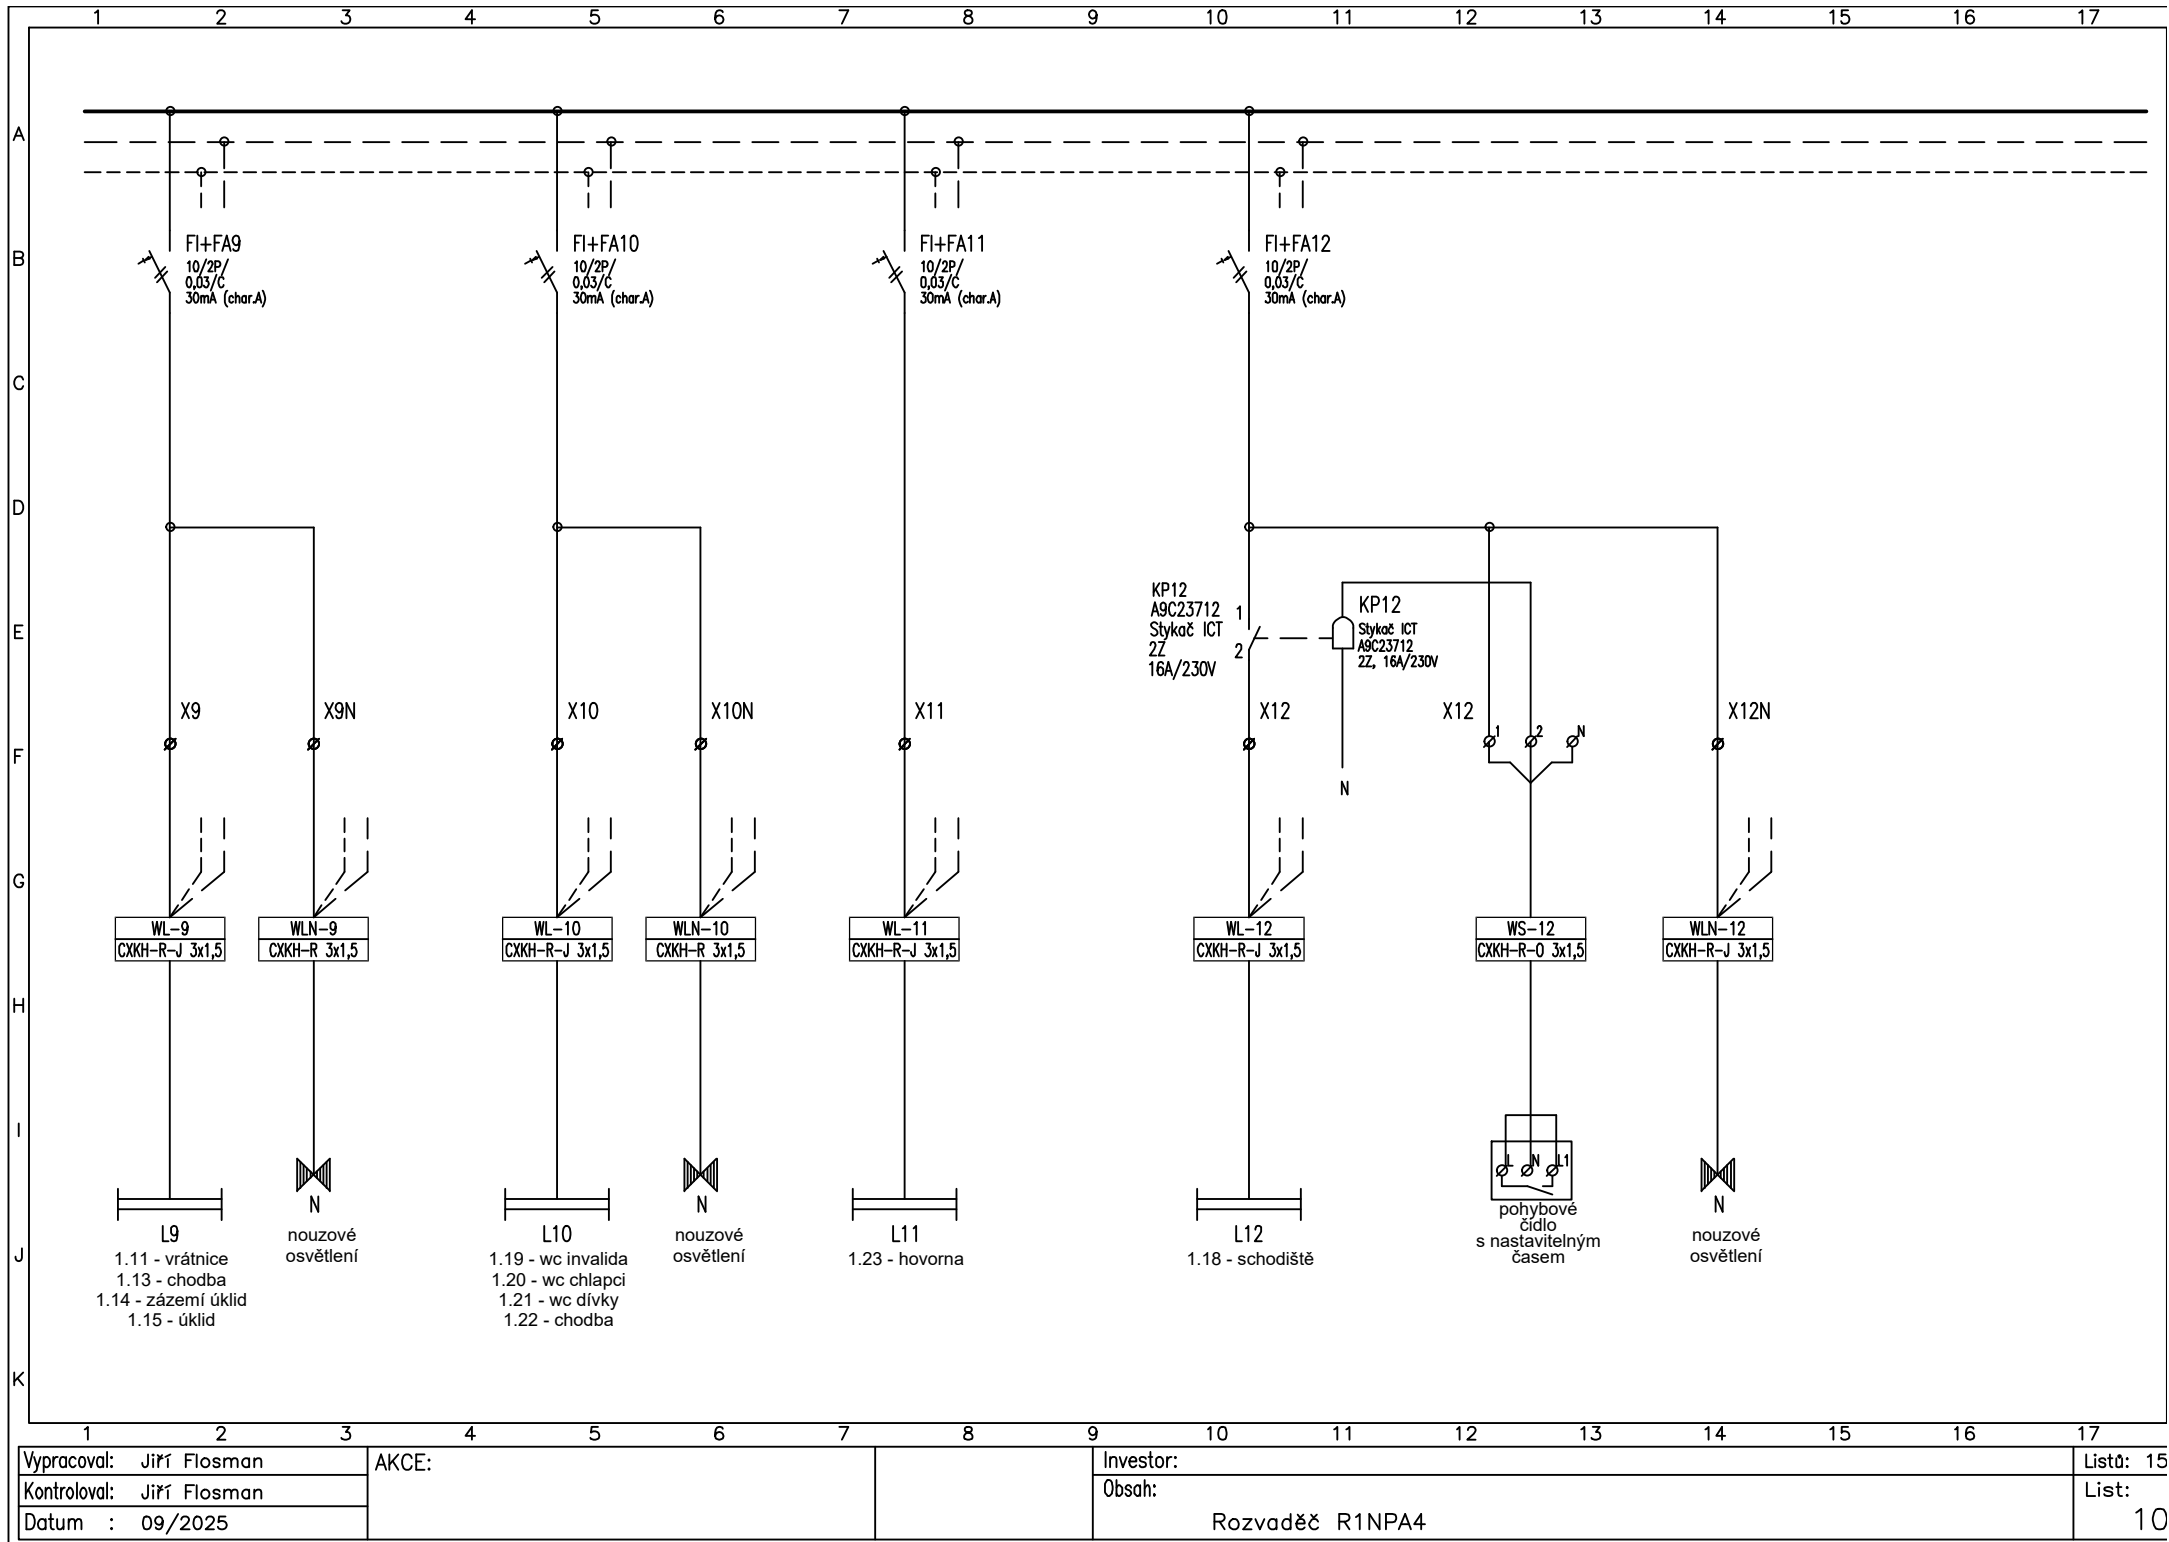 1 2 3 4 5 6 7 8 9 10 11 12 13 14 15 16 17
A
B
C
D
E
F
G
H
I
J
K
FI+FA9
10/2P/
0,03/C
30mA (char.A)
FI+FA10
10/2P/
0,03/C
30mA (char.A)
FI+FA11
10/2P/
0,03/C
30mA (char.A)
FI+FA12
10/2P/
0,03/C
30mA (char.A)
KP12
A9C23712
Stykač ICT
2Z
16A/230V
1
2
KP12
Stykač ICT
A9C23712
2Z, 16A/230V
X9
X9N
X10
X10N
X11
X12
X12
1 2 N
X12N
N
WL-9
CXKH-R-J 3x1,5
WLN-9
CXKH-R 3x1,5
WL-10
CXKH-R-J 3x1,5
WLN-10
CXKH-R 3x1,5
WL-11
CXKH-R-J 3x1,5
WL-12
CXKH-R-J 3x1,5
WS-12
CXKH-R-O 3x1,5
WLN-12
CXKH-R-J 3x1,5
L9
1.11 - vrátnice
1.13 - chodba
1.14 - zázemí úklid
1.15 - úklid
N
nouzové
osvětlení
L10
1.19 - wc invalida
1.20 - wc chlapci
1.21 - wc dívky
1.22 - chodba
N
nouzové
osvětlení
L11
1.23 - hovorna
L12
1.18 - schodiště
L N L1
pohybové
čidlo
s nastavitelným
časem
N
nouzové
osvětlení
1 2 3 4 5 6 7 8 9 10 11 12 13 14 15 16 17
Vypracoval: Jiří Flosman
Kontroloval: Jiří Flosman
Datum : 09/2025
AKCE:
Investor:
Obsah:
Rozvaděč R1NPA4
Listů: 15
List:
10